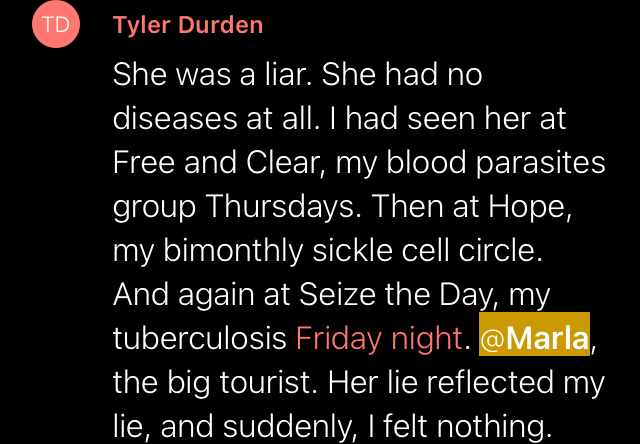 TD
Tyler Durden
She was a liar. She had no
diseases at all. I had seen her at
Free and Clear, my blood parasites
group Thursdays. Then at Hope,
my bimonthly sickle cell circle.
And again at Seize the Day, my
tuberculosis Friday night. @Marla,
the big tourist. Her lie reflected my
lie, and suddenly, I felt nothing.